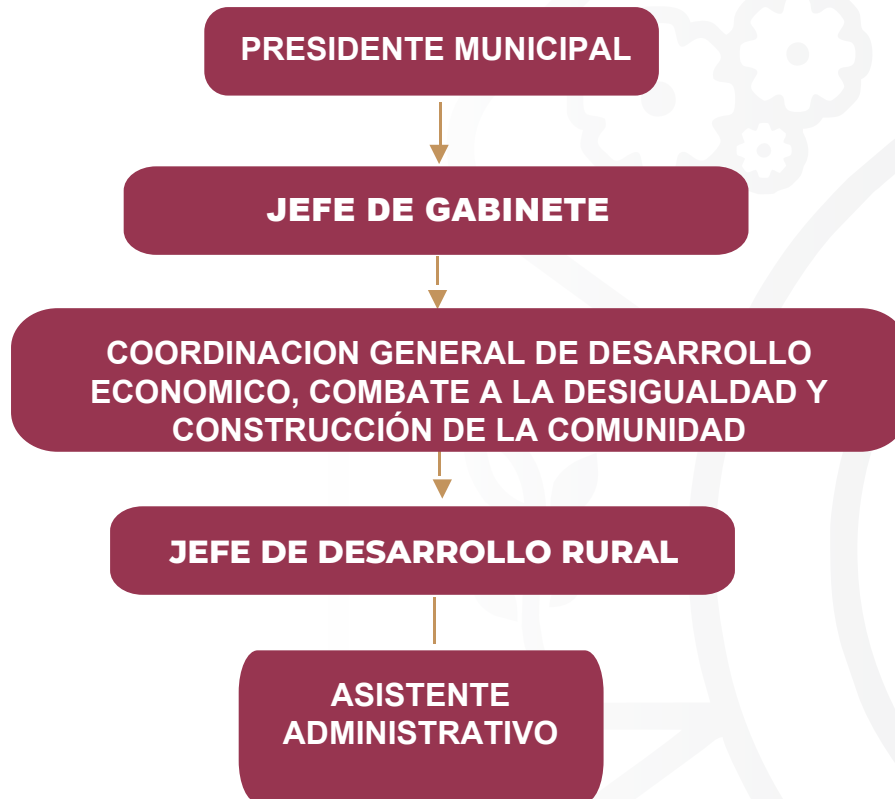 PRESIDENTE MUNICIPAL
JEFE DE GABINETE
COORDINACION GENERAL DE DESARROLLO
ECONOMICO, COMBATE A LA DESIGUALDAD Y
CONSTRUCCIÓN DE LA COMUNIDAD
JEFE DE DESARROLLO RURAL
ASISTENTE
ADMINISTRATIVO